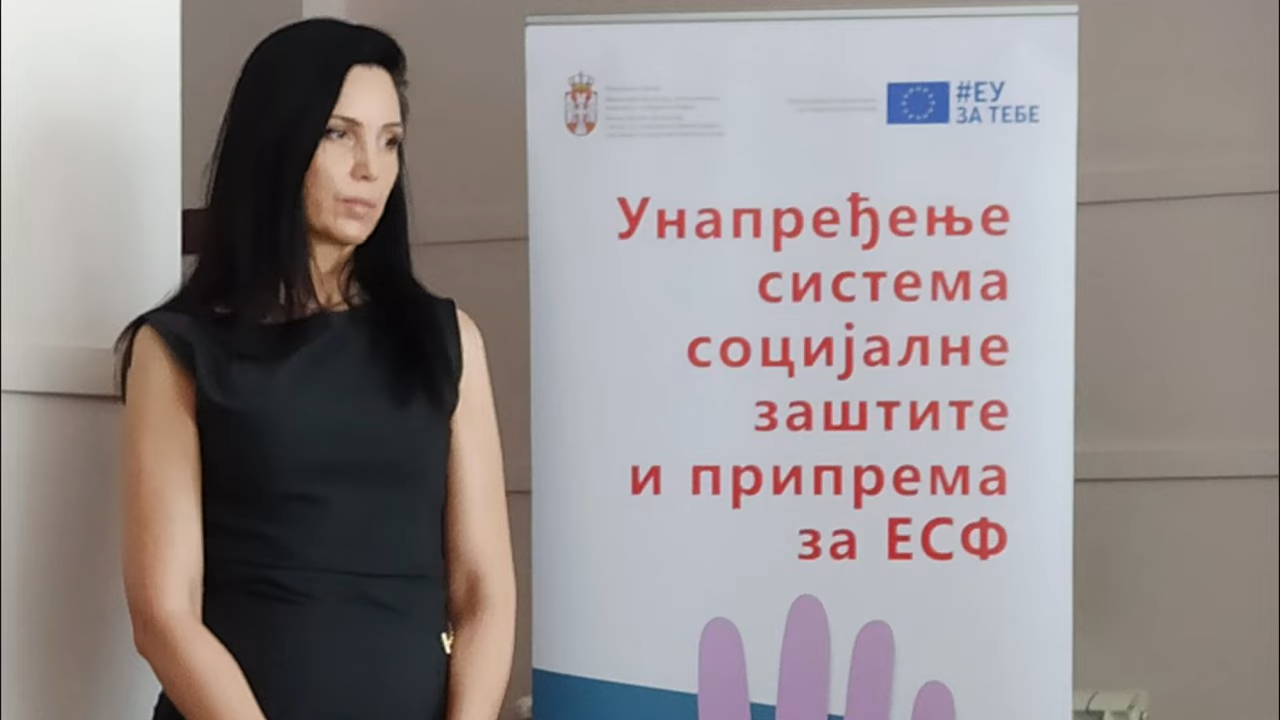 #ЕУ
ЗА ТЕБЕ
Унапређење
система
социјалне
заштите
и припрема
за ЕСФ